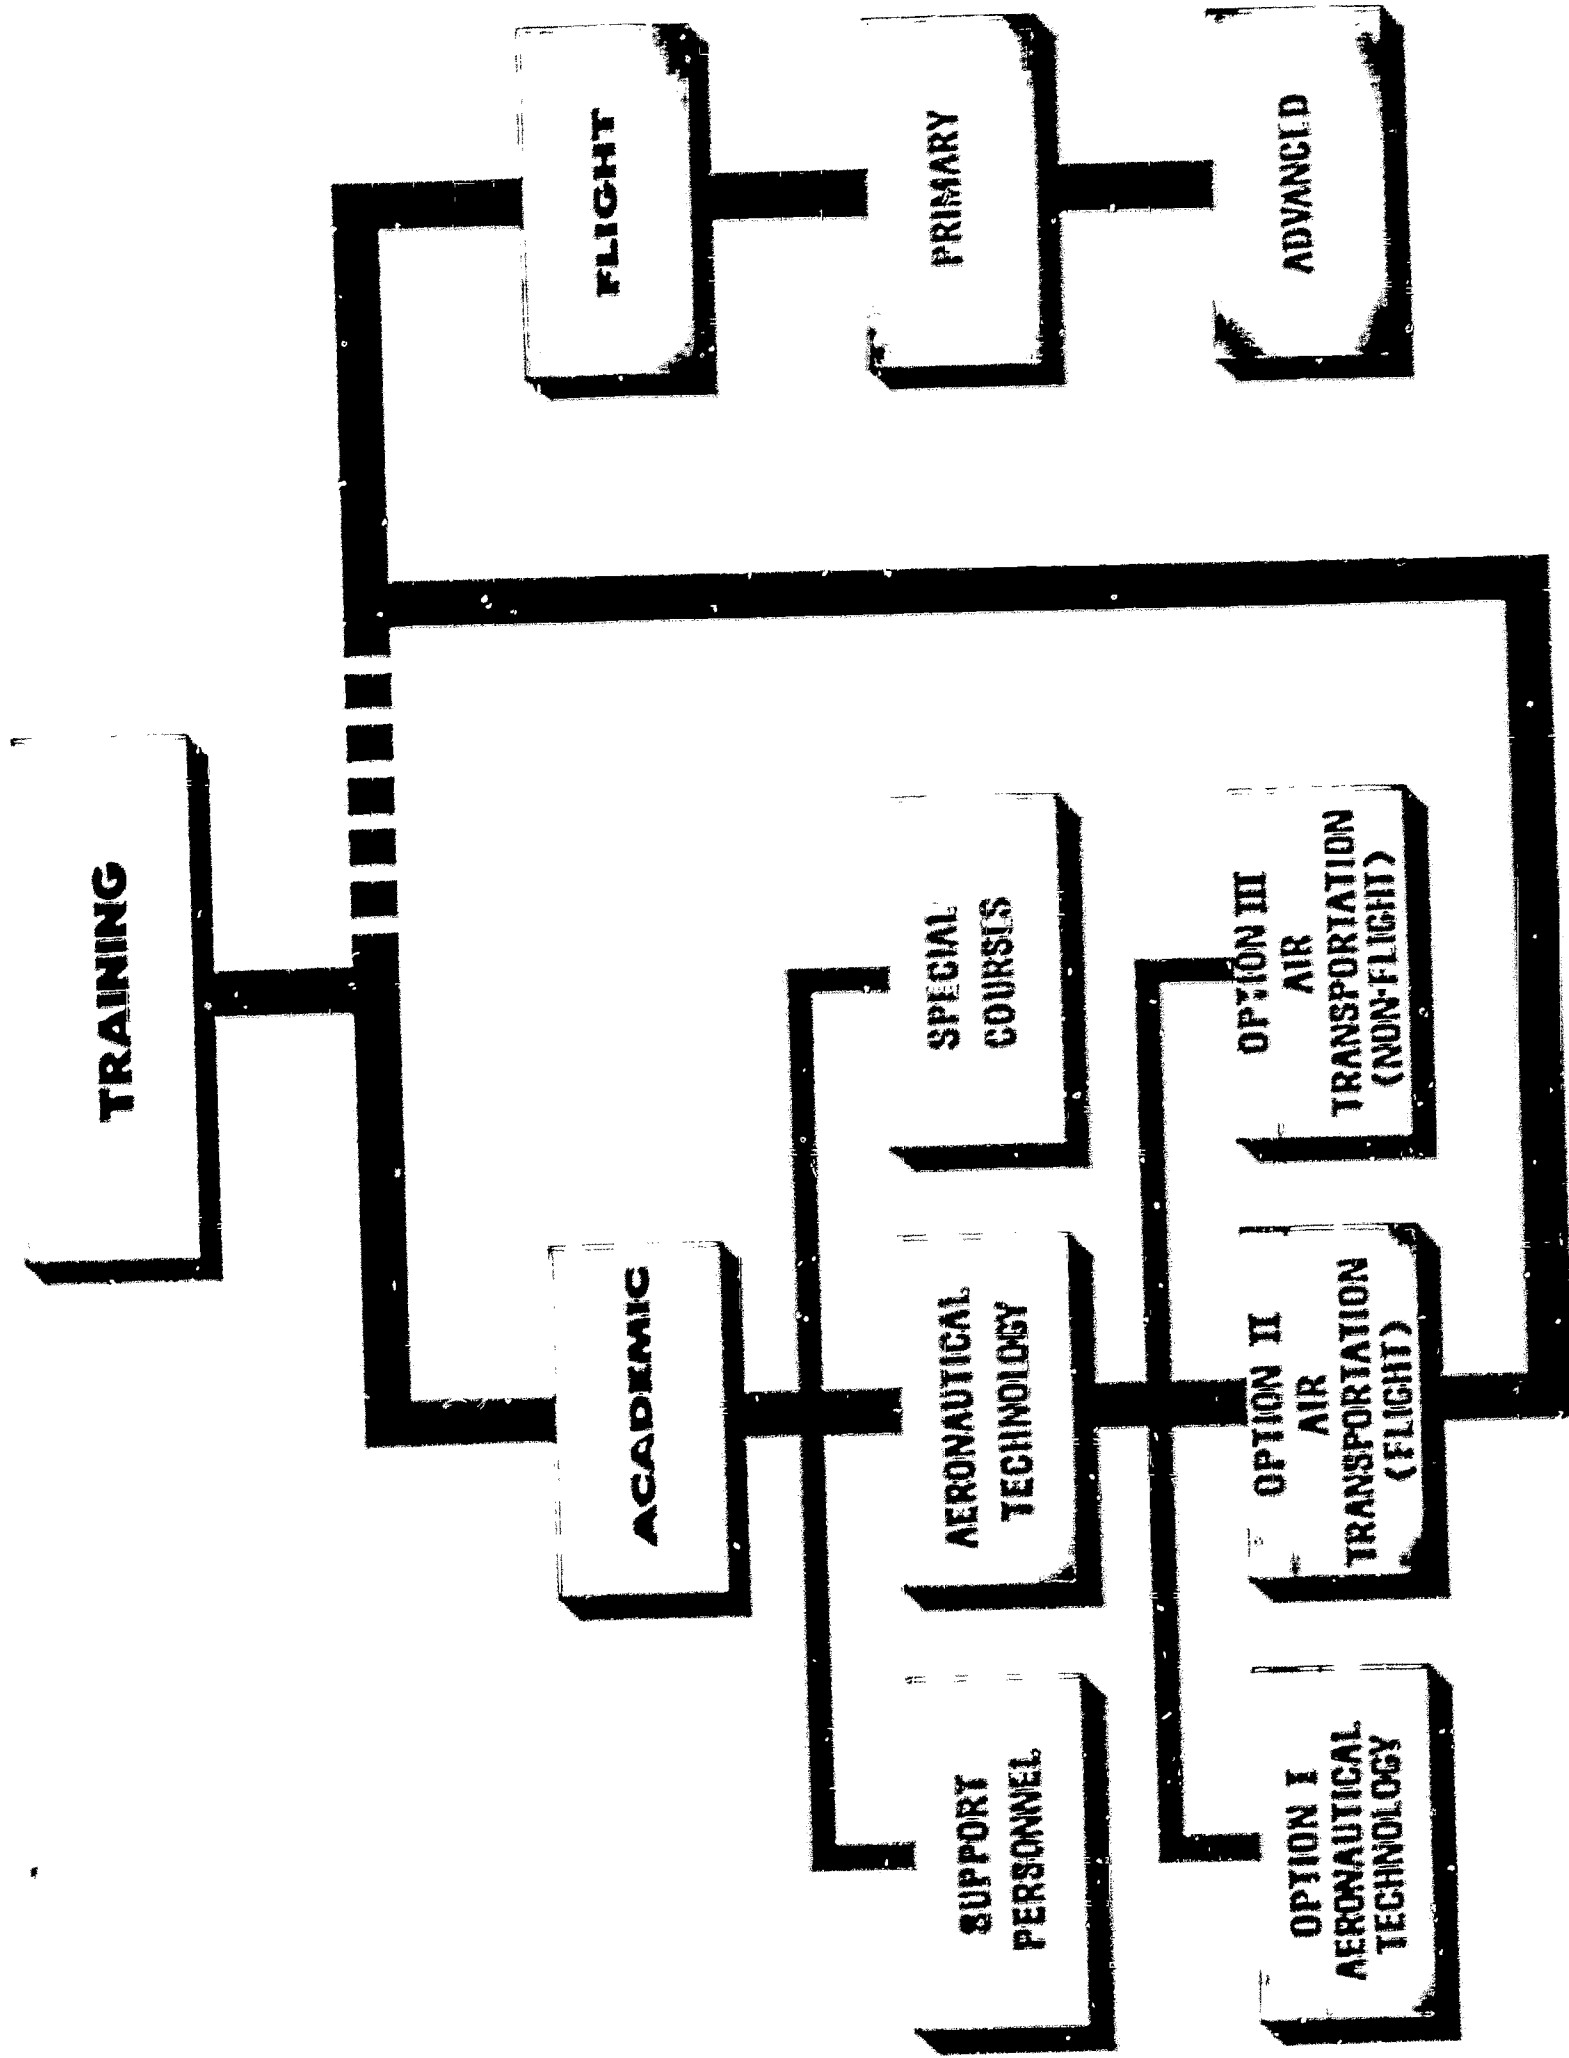 TRAINING
ACADEMIC
FLIGHT
SUPPORT
PERSONNEL
AERONAUTICAL
TECHNOLOGY
SPECIAL
COURSES
PRIMARY
OPTION I
AERONAUTICAL
TECHNOLOGY
OPTION II
AIR
TRANSPORTATION
(FLIGHT)
OPTION III
AIR
TRANSPORTATION
(NON-FLIGHT)
ADVANCED